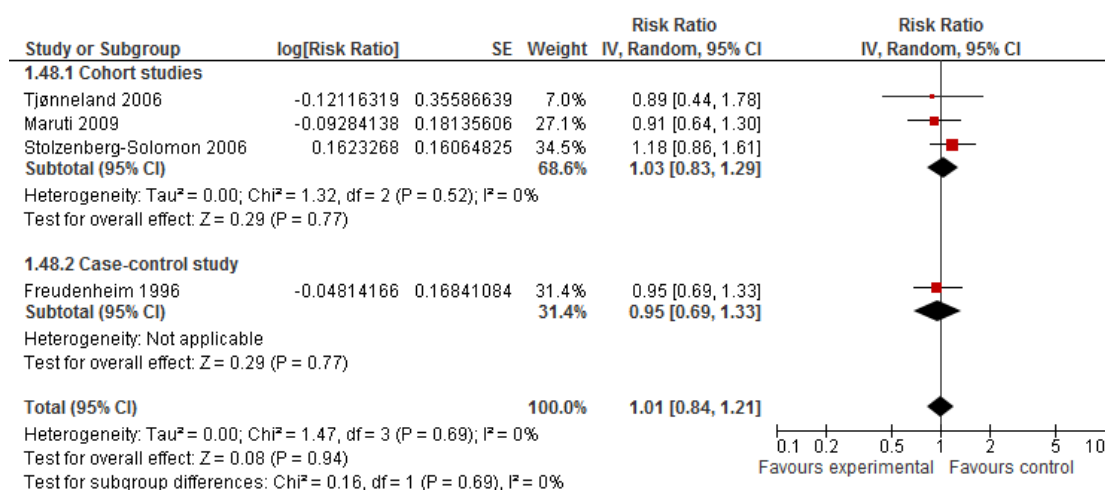 Risk Ratio Risk Ratio
Study or Subgroup log[Risk Ratio] SE Weight IV, Random, 95% CI IV, Random, 95% CI
1.48.1 Cohort studies
Tjønneland 2006 -0.12116319 0.35586639 7.0% 0.89 [0.44, 1.78]
Maruti 2009 -0.09284138 0.18135606 27.1% 0.91 [0.64, 1.30]
Stolzenberg-Solomon 2006 0.1623268 0.16064825 34.5% 1.18 [0.86, 1.61]
Subtotal (95% CI) 68.6% 1.03 [0.83, 1.29]
Heterogeneity: Tau² = 0.00; Chi² = 1.32, df = 2 (P = 0.52); I² = 0%
Test for overall effect: Z = 0.29 (P = 0.77)
1.48.2 Case-control study
Freudenheim 1996 -0.04814166 0.16841084 31.4% 0.95 [0.69, 1.33]
Subtotal (95% CI) 31.4% 0.95 [0.69, 1.33]
Heterogeneity: Not applicable
Test for overall effect: Z = 0.29 (P = 0.77)
Total (95% CI) 100.0% 1.01 [0.84, 1.21]
Heterogeneity: Tau² = 0.00; Chi² = 1.47, df = 3 (P = 0.69); I² = 0%
Test for overall effect: Z = 0.08 (P = 0.94)
Test for subgroup differences: Chi² = 0.16, df = 1 (P = 0.69), I² = 0%
0.1 0.2 0.5 1 2 5 10
Favours experimental Favours control